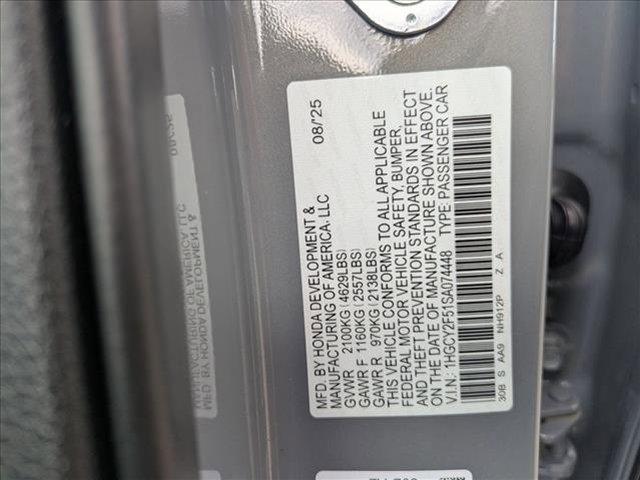 MFD. BY HONDA DEVELOPMENT & 08/'25
MANUFACTURING OF AMERICA, LLC
GVWR 2100KG (4629LBS)
GAWR F 1160KG (2557LBS)
GAWR R 970KG (2138LBS)
THIS VEHICLE CONFORMS TO ALL APPLICABLE
FEDERAL MOTOR VEHICLE SAFETY, BUMPER,
AND THEFT PREVENTION STANDARDS IN EFFECT
ON THE DATE OF MANUFACTURE SHOWN ABOVE.
V.I.N.: 1HGCY2F51SA074448 TYPE: PASSENGER CAR
30B S AA9 NH912P Z A